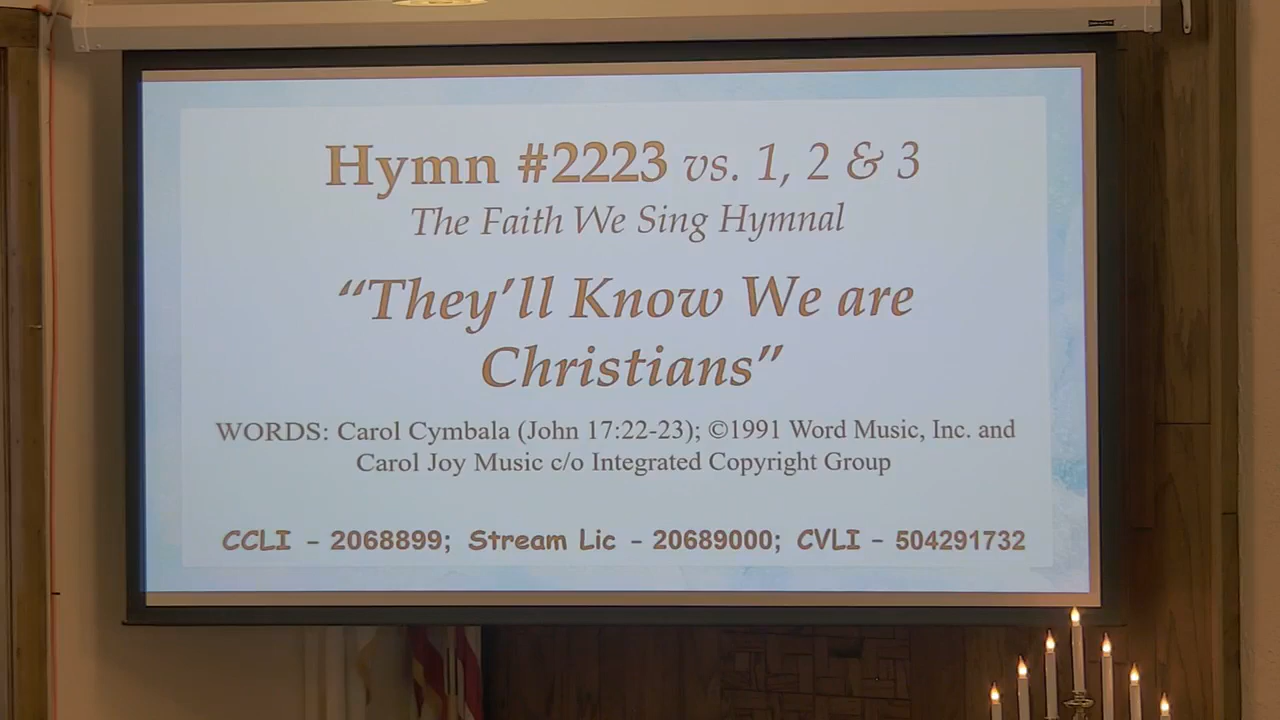 Hymn #2223 vs. 1, 2 & 3
The Faith We Sing Hymnal
“They’ll Know We are
Christians”
WORDS: Carol Cymbala (John 17:22-23); ©1991 Word Music, Inc. and
Carol Joy Music c/o Integrated Copyright Group
CCLI - 2068899; Stream Lic - 20689000; CVLI - 504291732